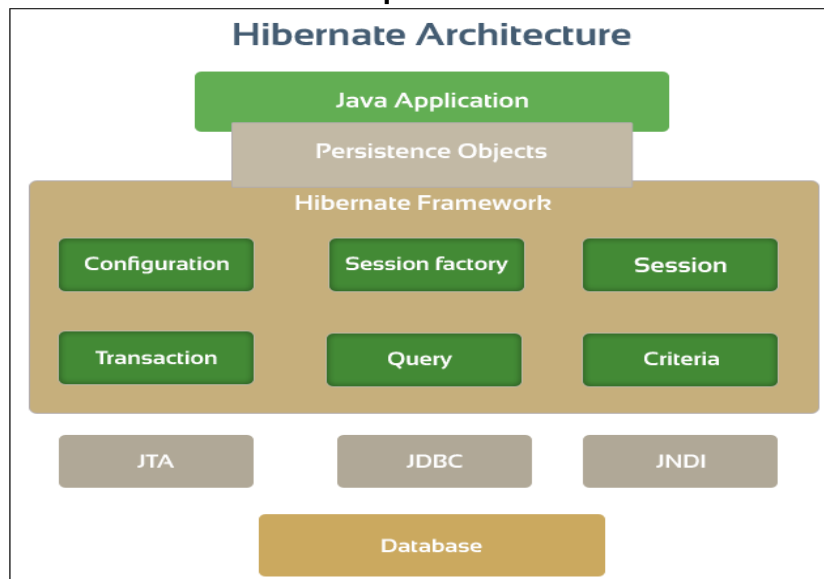 Hibernate Architecture
Java Application
Persistence Objects
Hibernate Framework
Configuration
Session factory
Session
Transaction
Query
Criteria
JTA
JDBC
JNDI
Database